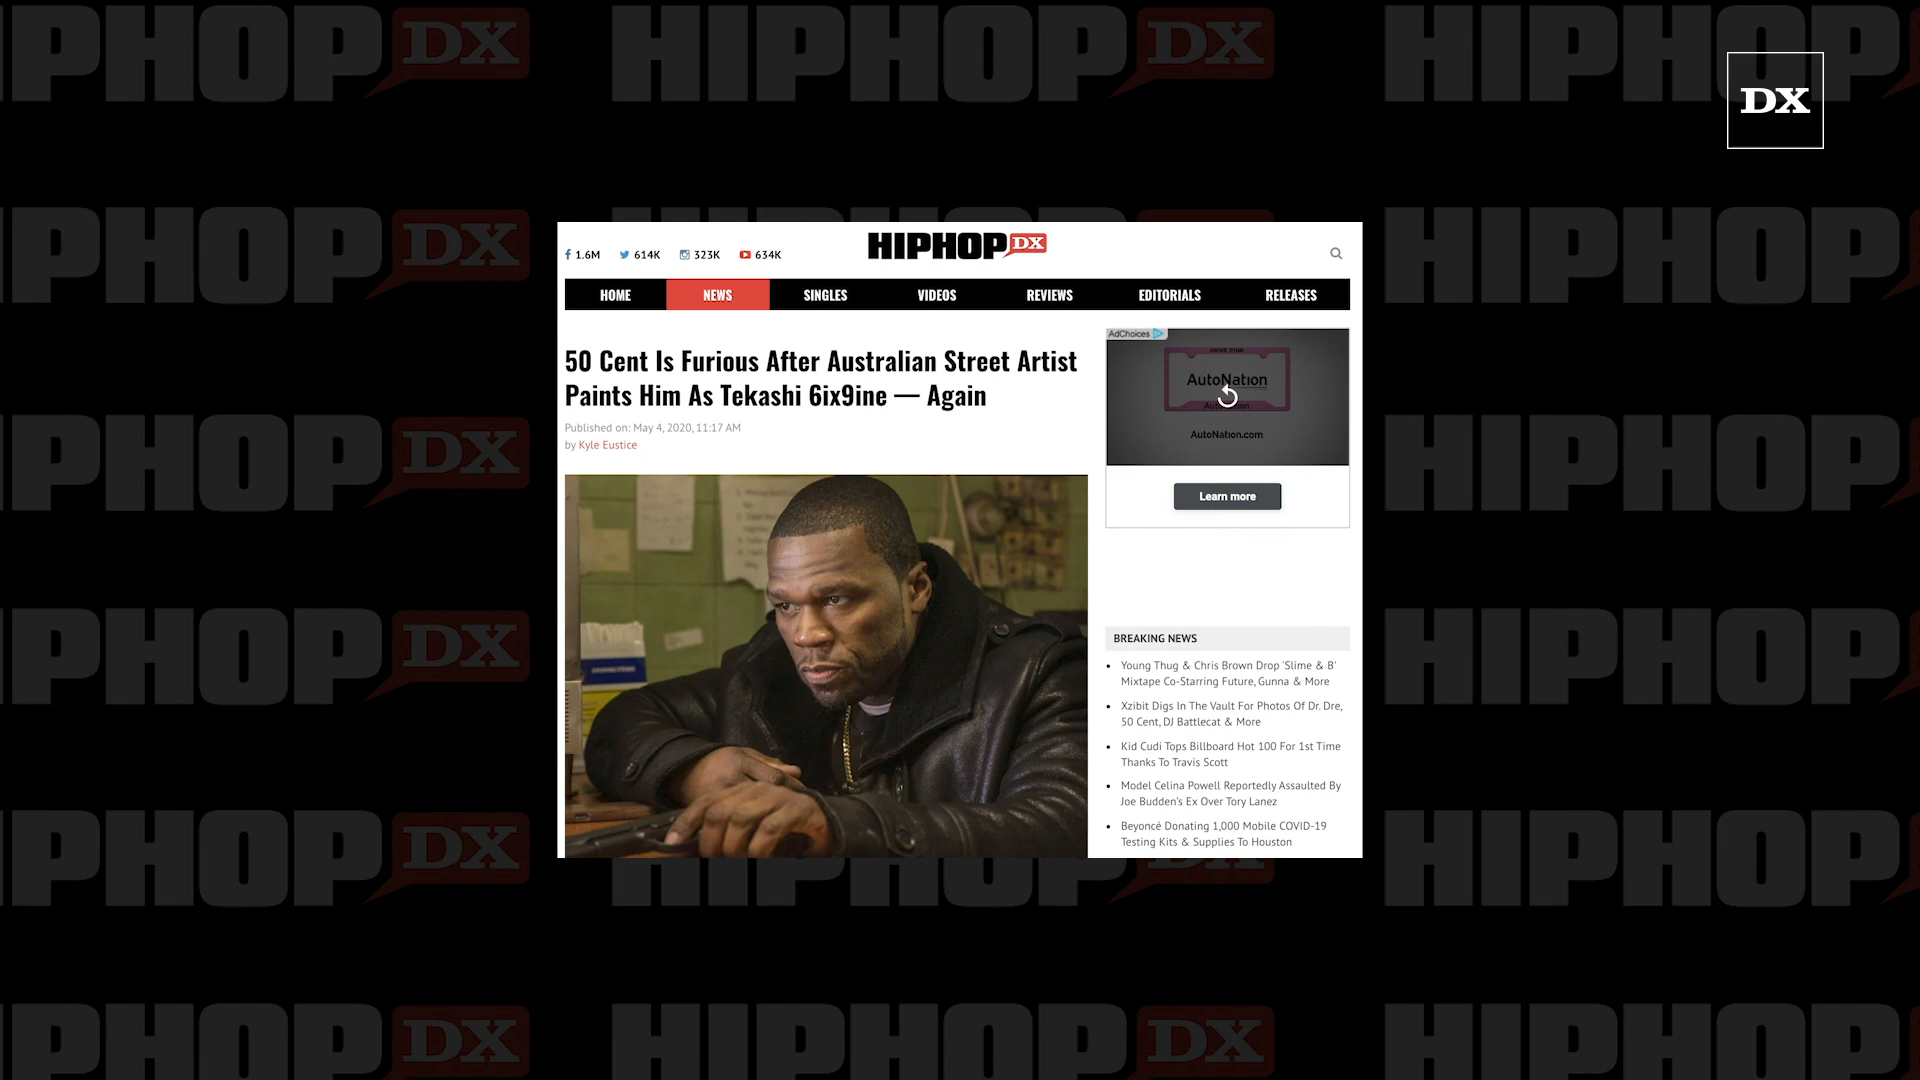 HIPHOPDX
DX
1.6M 614K 323K 634K
HIPHOPDX
HOME NEWS SINGLES VIDEOS REVIEWS EDITORIALS RELEASES
50 Cent Is Furious After Australian Street Artist
Paints Him As Tekashi 6ix9ine — Again
Published on: May 4, 2020, 11:17 AM
by Kyle Eustice
AdChoices
DRIVE PINK
AutoNation
AutoNation
AutoNation.com
Learn more
BREAKING NEWS
• Young Thug & Chris Brown Drop 'Slime & B'
Mixtape Co-Starring Future, Gunna & More
• Xzibit Digs In The Vault For Photos Of Dr. Dre,
50 Cent, DJ Battlecat & More
• Kid Cudi Tops Billboard Hot 100 For 1st Time
Thanks To Travis Scott
• Model Celina Powell Reportedly Assaulted By
Joe Budden's Ex Over Tory Lanez
• Beyoncé Donating 1,000 Mobile COVID-19
Testing Kits & Supplies To Houston